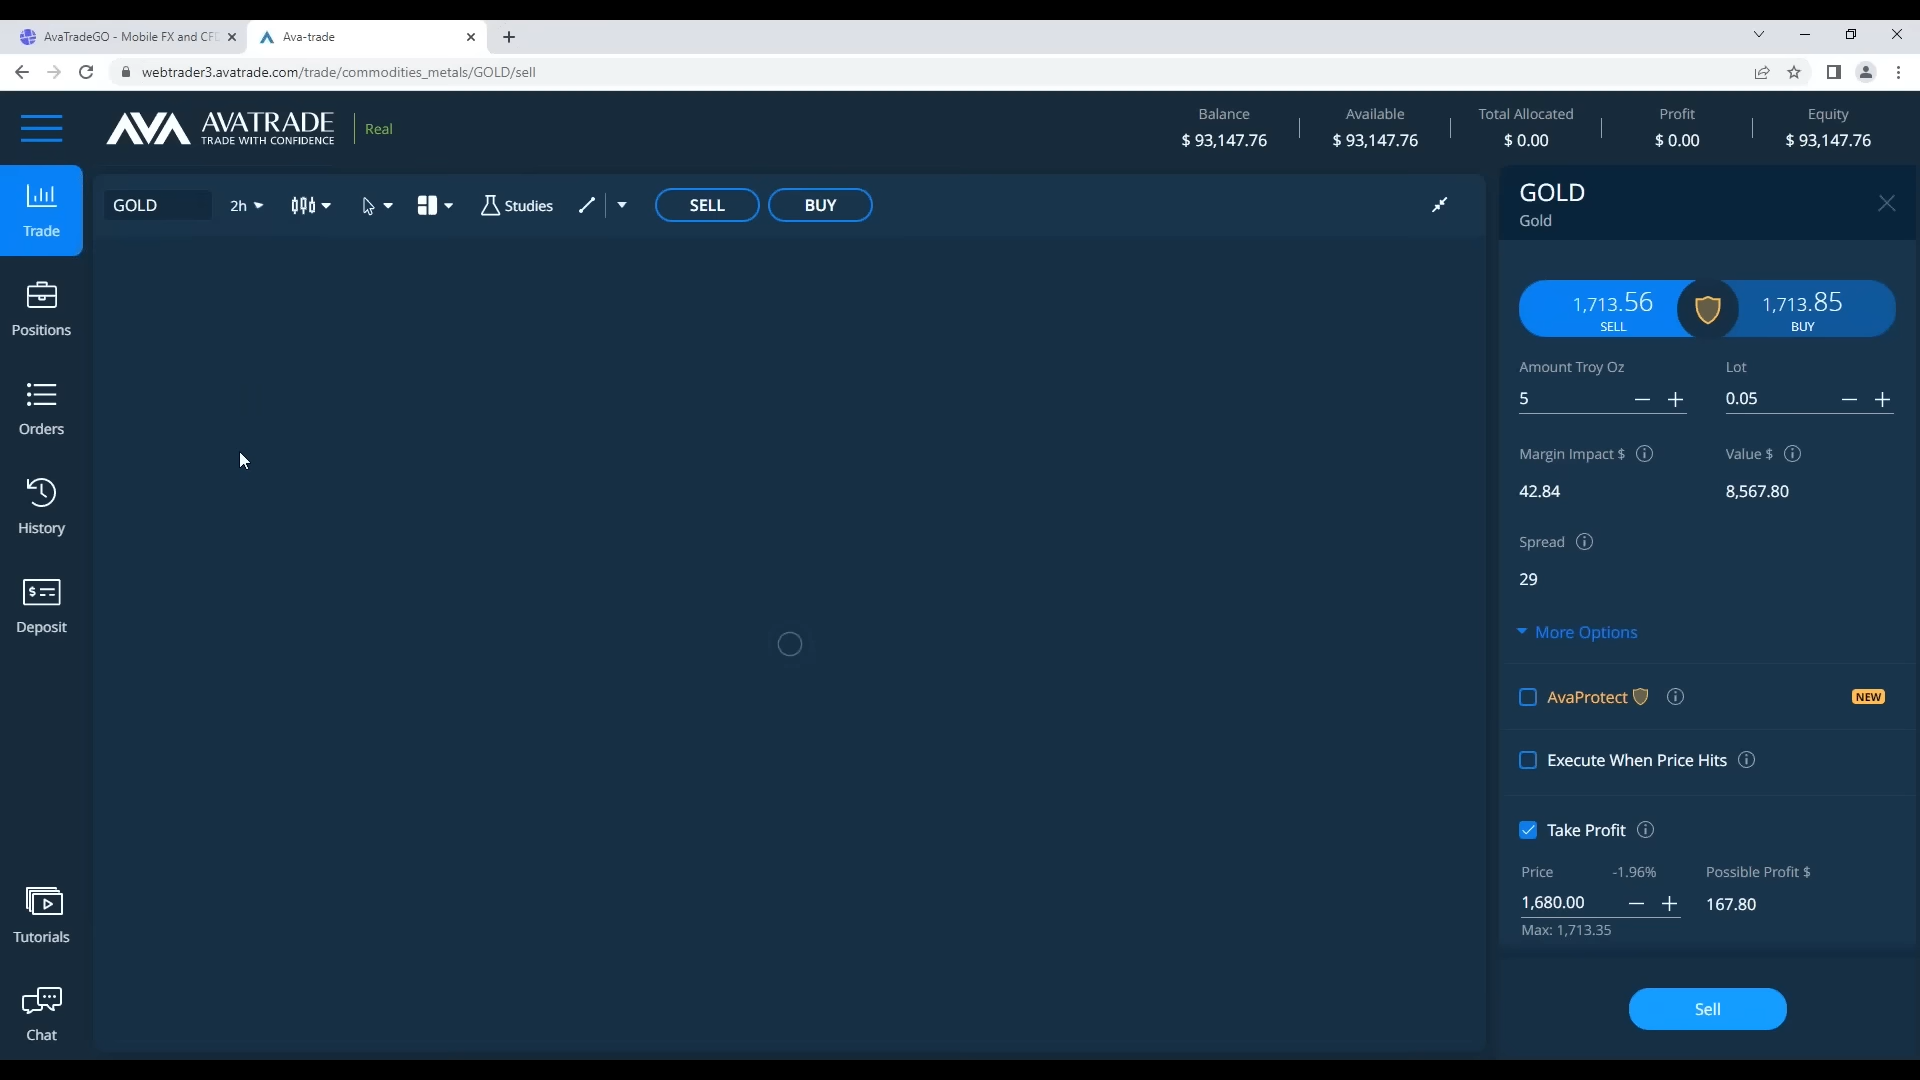 AvaTradeGO - Mobile FX and CFD
Ava-trade
webtrader3.avatrade.com/trade/commodities_metals/GOLD/sell
AVA AVATRADE
TRADE WITH CONFIDENCE
Real
Balance
$ 93,147.76
Available
$ 93,147.76
Total Allocated
$ 0.00
Profit
$ 0.00
Equity
$ 93,147.76
Trade
Positions
Orders
History
Deposit
Tutorials
Chat
GOLD
2h
Studies
SELL
BUY
GOLD
Gold
1,713.56
SELL
1,713.85
BUY
Amount Troy Oz
5
Lot
0.05
Margin Impact $
42.84
Value $
8,567.80
Spread
29
More Options
AvaProtect
NEW
Execute When Price Hits
Take Profit
Price -1.96%
1,680.00
Max: 1,713.35
Possible Profit $
167.80
Sell